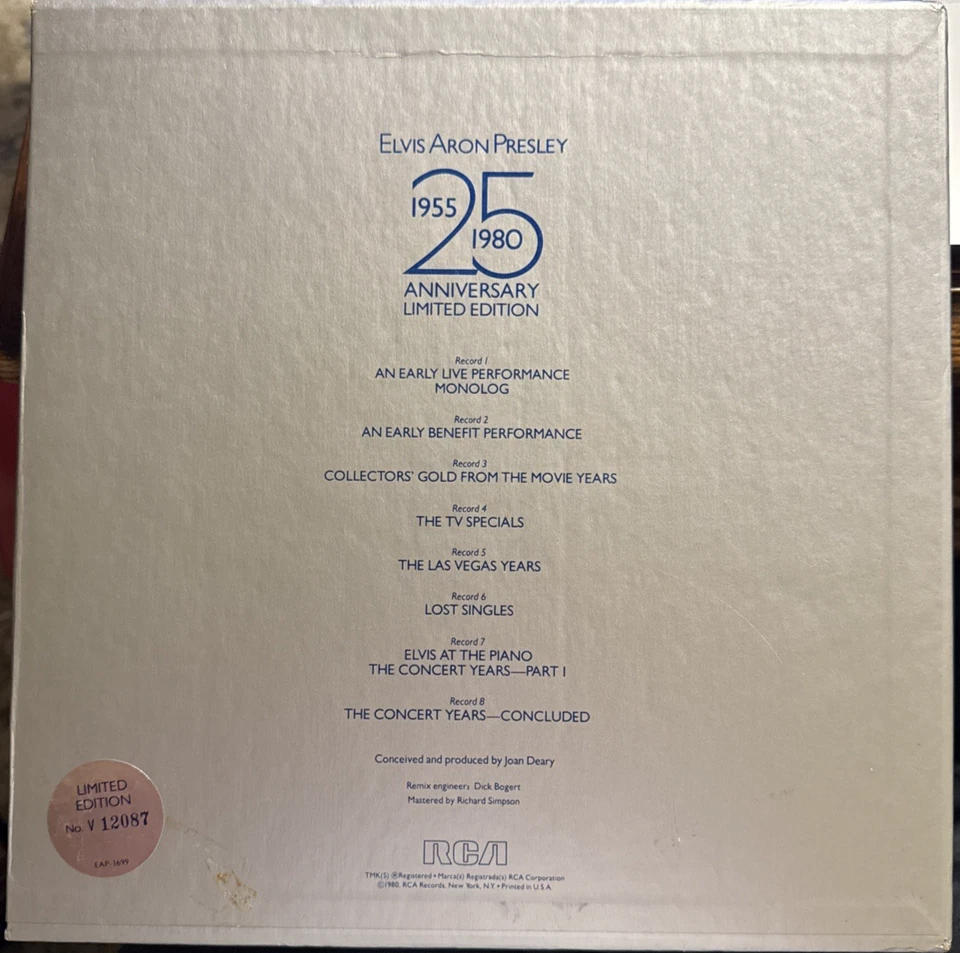 ELVIS ARON PRESLEY
25
1955
1980
ANNIVERSARY
LIMITED EDITION
Record 1
AN EARLY LIVE PERFORMANCE
MONOLOG
Record 2
AN EARLY BENEFIT PERFORMANCE
Record 3
COLLECTORS' GOLD FROM THE MOVIE YEARS
Record 4
THE TV SPECIALS
Record 5
THE LAS VEGAS YEARS
Record 6
LOST SINGLES
Record 7
ELVIS AT THE PIANO
THE CONCERT YEARS—PART I
Record 8
THE CONCERT YEARS—CONCLUDED
Conceived and produced by Joan Deary
Remix engineer: Dick Bogert
Mastered by Richard Simpson
LIMITED
EDITION
No. V 12087
EAP-1699
RCA
TMK(S) ®Registered • Marca(s) Registrada(s) RCA Corporation
©1980, RCA Records, New York, N.Y. • Printed in U.S.A.